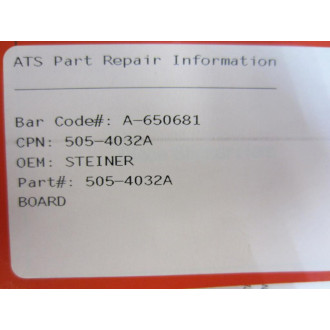 ATS Part Repair Information
Bar Code#: A-650681
CPN: 505-4032A
OEM: STEINER
Part#: 505-4032A
BOARD